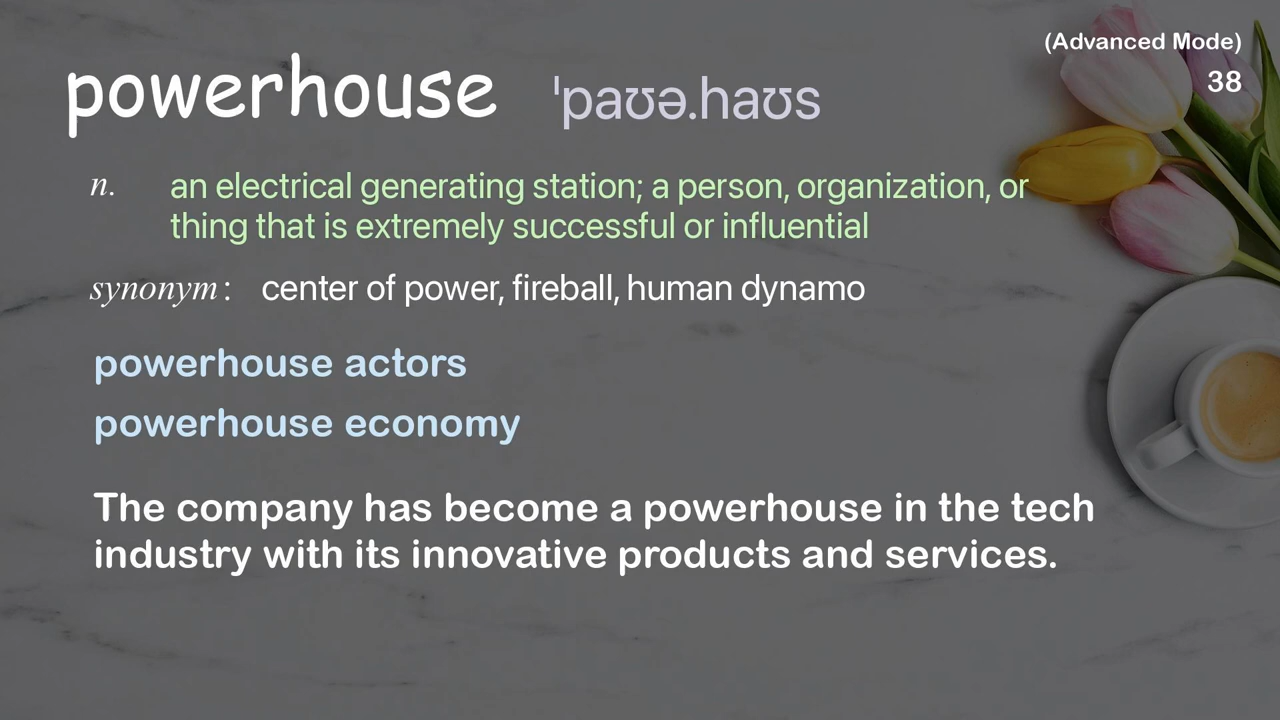 (Advanced Mode)
38
powerhouse ˈpaʊə.haʊs
n. an electrical generating station; a person, organization, or
thing that is extremely successful or influential
synonym : center of power, fireball, human dynamo
powerhouse actors
powerhouse economy
The company has become a powerhouse in the tech
industry with its innovative products and services.